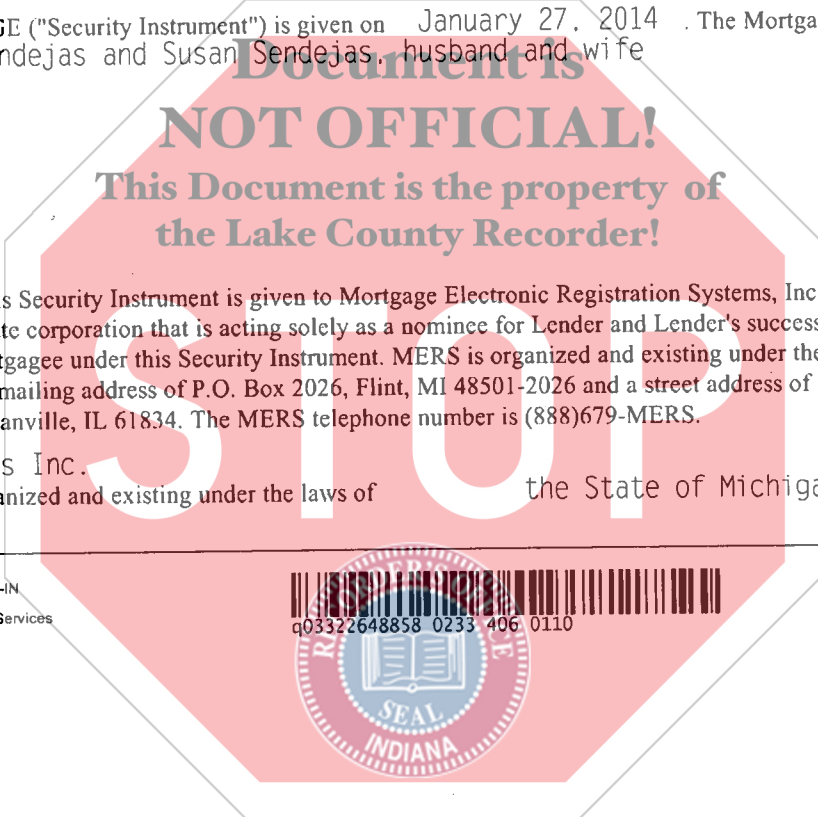 GE ("Security Instrument") is given on January 27, 2014 . The Mortga
ndejas and Susan Sendejas, husband and wife
Document is
NOT OFFICIAL!
This Document is the property of
the Lake County Recorder!
s Security Instrument is given to Mortgage Electronic Registration Systems, Inc
te corporation that is acting solely as a nominee for Lender and Lender's success
tgagee under this Security Instrument. MERS is organized and existing under the
mailing address of P.O. Box 2026, Flint, MI 48501-2026 and a street address of
anville, IL 61834. The MERS telephone number is (888)679-MERS.
STOP
s Inc.
anized and existing under the laws of the State of Michiga
-IN
Services
q03322648858 0233 406 0110
RECORDER'S OFFICE
SEAL
INDIANA